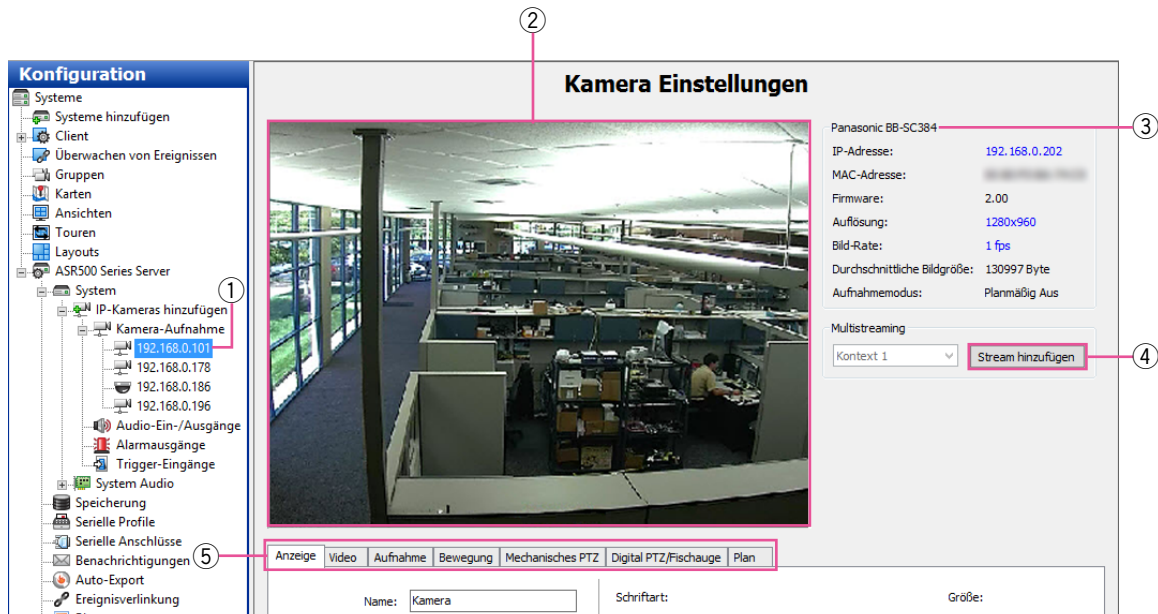 ②
Konfiguration
Systeme
Systeme hinzufügen
Client
Überwachen von Ereignissen
Gruppen
Karten
Ansichten
Touren
Layouts
ASR500 Series Server
System
①
IP-Kameras hinzufügen
Kamera-Aufnahme
192.168.0.101
192.168.0.178
192.168.0.186
192.168.0.196
Audio-Ein-/Ausgänge
Alarmausgänge
Trigger-Eingänge
System Audio
Speicherung
Serielle Profile
Serielle Anschlüsse
Benachrichtigungen
Auto-Export
Ereignisverlinkung
Kamera Einstellungen
Panasonic BB-SC384
③
IP-Adresse: 192.168.0.202
MAC-Adresse:
Firmware: 2.00
Auflösung: 1280x960
Bild-Rate: 1 fps
Durchschnittliche Bildgröße: 130997 Byte
Aufnahmemodus: Planmäßig Aus
Multistreaming
Kontext 1 Stream hinzufügen
④
⑤
Anzeige Video Aufnahme Bewegung Mechanisches PTZ Digital PTZ/Fischauge Plan
Name: Kamera Schriftart: Größe: